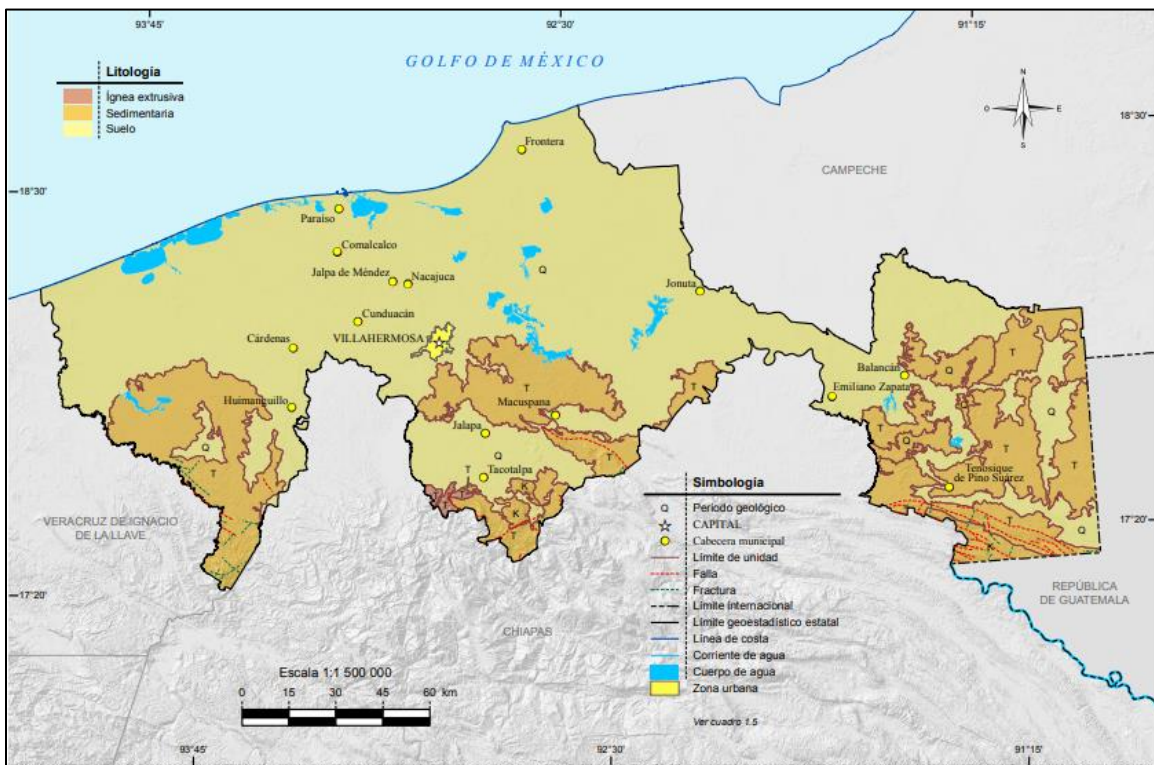 93°45'
92°30'
91°15'
GOLFO DE MÉXICO
Litología
Ígnea extrusiva
Sedimentaria
Suelo
N
O
E
S
18°30'
Frontera
CAMPECHE
18°30'
Paraíso
Comalcalco
Jalpa de Méndez
Nacajuca
Q
Jonuta
Cunduacán
VILLAHERMOSA
Cárdenas
T
T
Balancán
Q
Emiliano Zapata
Q
T
Macuspana
Huimanguillo
Jalapa
T
Q
T
Q
Q
T
T
T
T
Tacotalpa
Tenosique
de Pino Suárez
K
T
K
T
T
Q
K
17°20'
VERACRUZ DE IGNACIO
DE LA LLAVE
Simbología
Q Periodo geológico
CAPITAL
Cabecera municipal
Límite de unidad
Falla
Fractura
Límite internacional
Límite geoestadístico estatal
Línea de costa
Corriente de agua
Cuerpo de agua
Zona urbana
Ver cuadro 1.5
REPÚBLICA
DE GUATEMALA
17°20'
CHIAPAS
Escala 1:1 500 000
0 15 30 45 60 km
93°45'
92°30'
91°15'